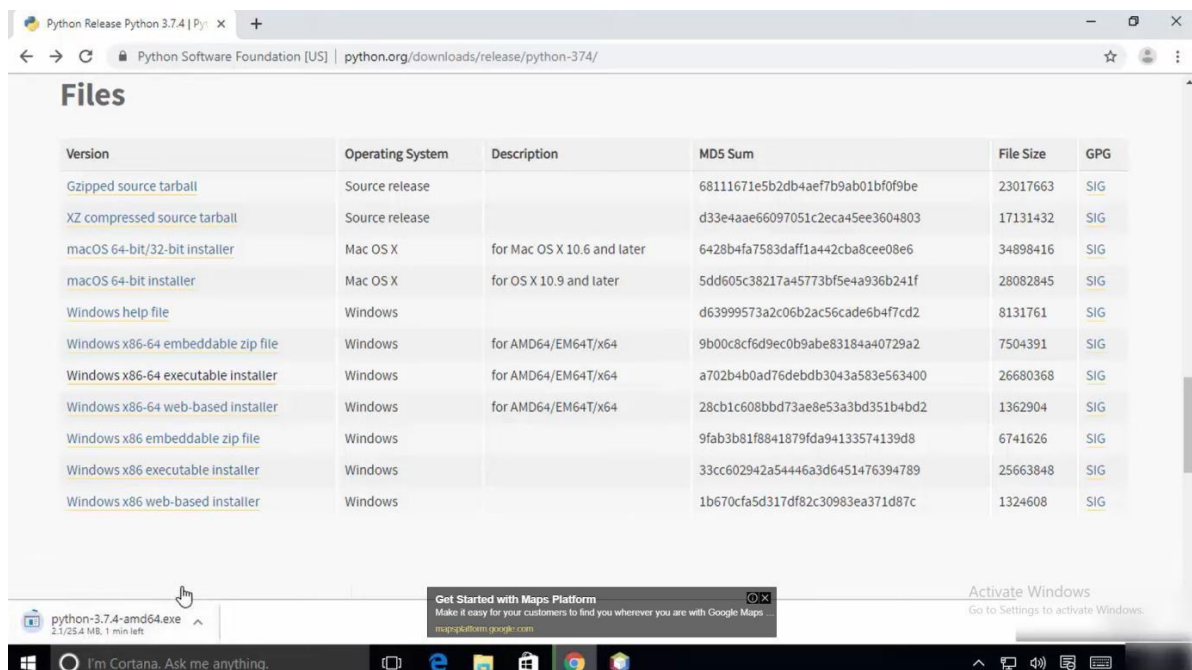 Python Release Python 3.7.4 | Py
Python Software Foundation [US] | python.org/downloads/release/python-374/
Files
Version Operating System Description MD5 Sum File Size GPG
Gzipped source tarball Source release 68111671e5b2db4aef7b9ab01bf0f9be 23017663 SIG
XZ compressed source tarball Source release d33e4aae66097051c2eca45ee3604803 17131432 SIG
macOS 64-bit/32-bit installer Mac OS X for Mac OS X 10.6 and later 6428b4fa7583daff1a442cba8cee08e6 34898416 SIG
macOS 64-bit installer Mac OS X for OS X 10.9 and later 5dd605c38217a45773bf5e4a936b241f 28082845 SIG
Windows help file Windows d63999573a2c06b2ac56cade6b4f7cd2 8131761 SIG
Windows x86-64 embeddable zip file Windows for AMD64/EM64T/x64 9b00c8cf6d9ec0b9abe83184a40729a2 7504391 SIG
Windows x86-64 executable installer Windows for AMD64/EM64T/x64 a702b4b0ad76debdb3043a583e563400 26680368 SIG
Windows x86-64 web-based installer Windows for AMD64/EM64T/x64 28cb1c608bbd73ae8e53a3bd351b4bd2 1362904 SIG
Windows x86 embeddable zip file Windows 9fab3b81f8841879fda94133574139d8 6741626 SIG
Windows x86 executable installer Windows 33cc602942a54446a3d6451476394789 25663848 SIG
Windows x86 web-based installer Windows 1b670cfa5d317df82c30983ea371d87c 1324608 SIG
Activate Windows
Go to Settings to activate Windows.
Get Started with Maps Platform
Make it easy for your customers to find you wherever you are with Google Maps ...
mapsplatform.google.com
python-3.7.4-amd64.exe
2.1/25.4 MB, 1 min left
I'm Cortana. Ask me anything.